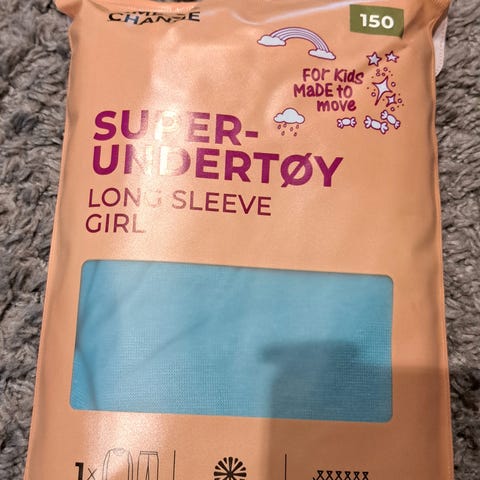 CHANGE
150
FOR Kids
MaDE to
move
SUPER-
UNDERTØY
LONG SLEEVE
GIRL
1x